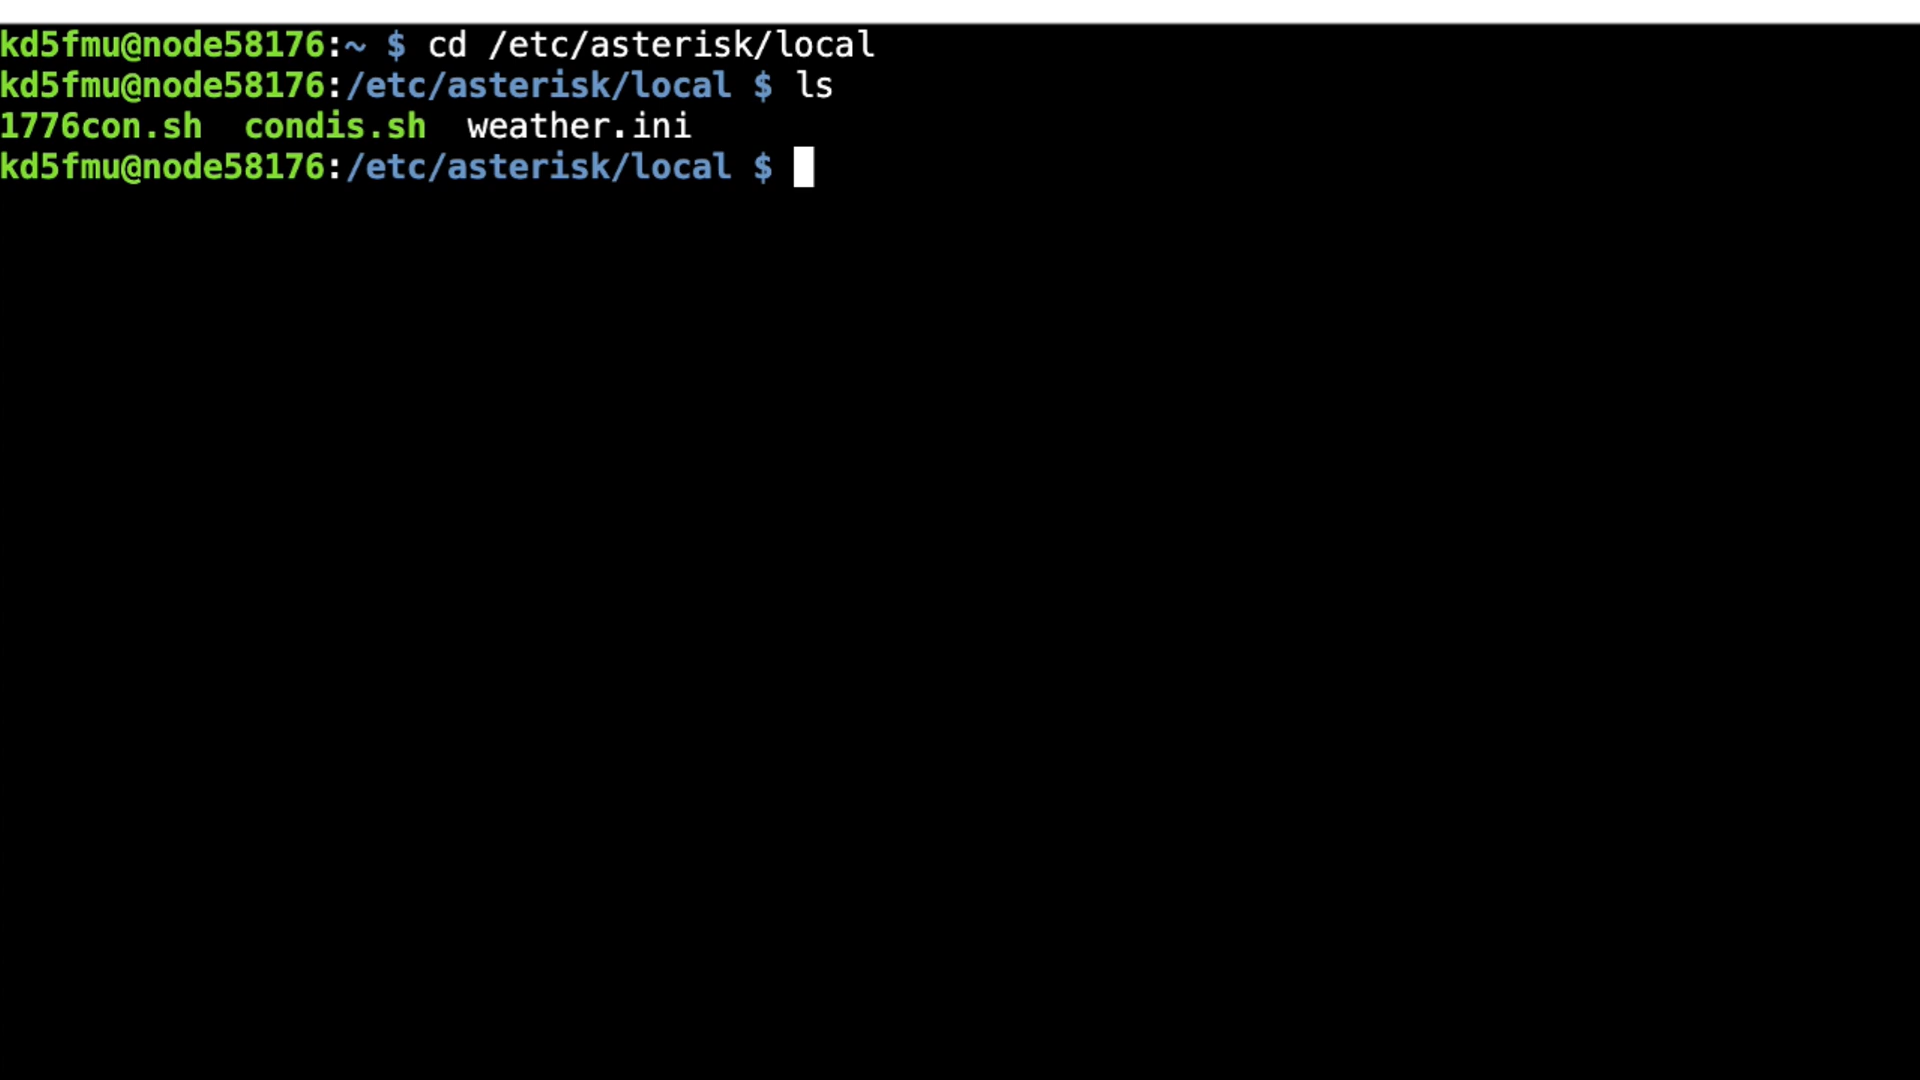 kd5fmu@node58176:~ $ cd /etc/asterisk/local
kd5fmu@node58176:/etc/asterisk/local $ ls
1776con.sh  condis.sh  weather.ini
kd5fmu@node58176:/etc/asterisk/local $